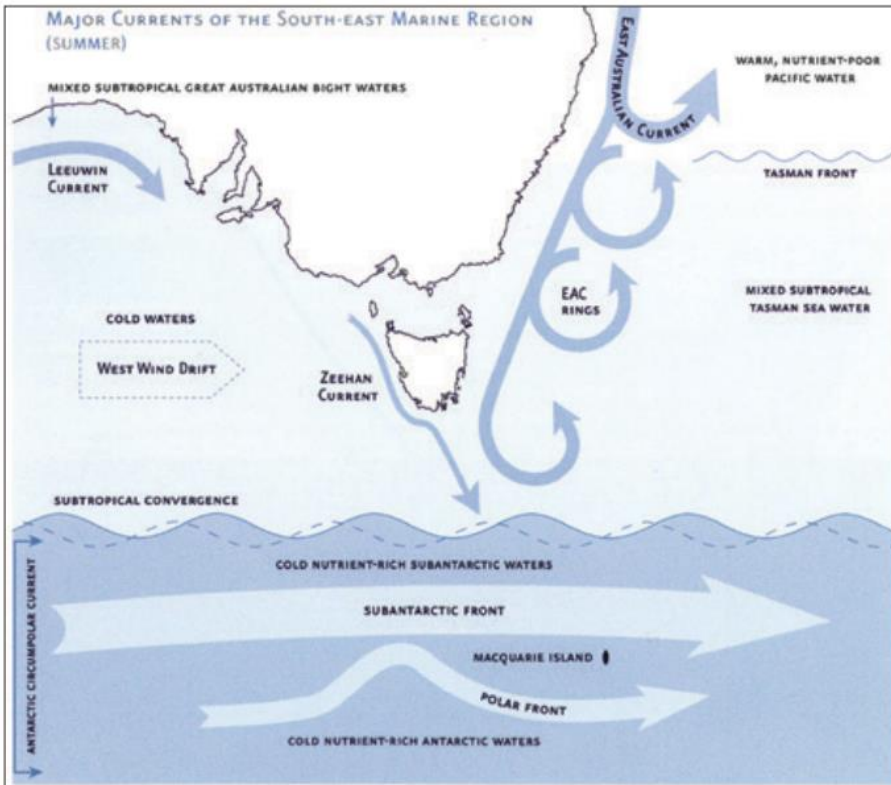 MAJOR CURRENTS OF THE SOUTH-EAST MARINE REGION
(SUMMER)
MIXED SUBTROPICAL GREAT AUSTRALIAN BIGHT WATERS
LEEUWIN
CURRENT
EAST AUSTRALIAN CURRENT
WARM, NUTRIENT-POOR
PACIFIC WATER
TASMAN FRONT
EAC
RINGS
MIXED SUBTROPICAL
TASMAN SEA WATER
COLD WATERS
WEST WIND DRIFT
ZEEHAN
CURRENT
SUBTROPICAL CONVERGENCE
ANTARCTIC CIRCUMPOLAR CURRENT
COLD NUTRIENT-RICH SUBANTARCTIC WATERS
SUBANTARCTIC FRONT
MACQUARIE ISLAND
POLAR FRONT
COLD NUTRIENT-RICH ANTARCTIC WATERS